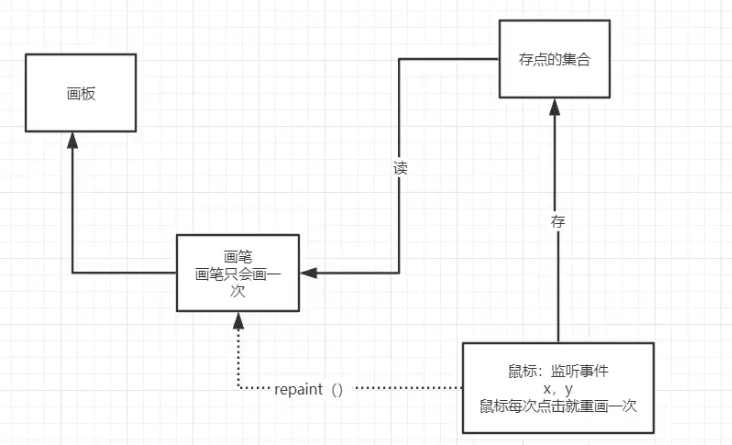 存点的集合
画板
读
存
画笔
画笔只会画一
次
鼠标：监听事件
x，y
鼠标每次点击就重画一次
repaint（）